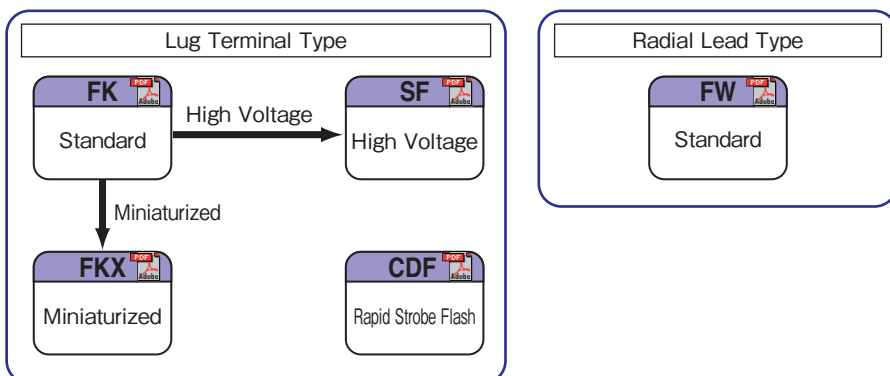 Lug Terminal Type
FK PDF Adobe
Standard
High Voltage
SF PDF Adobe
High Voltage
Miniaturized
FKX PDF Adobe
Miniaturized
CDF PDF Adobe
Rapid Strobe Flash
Radial Lead Type
FW PDF Adobe
Standard